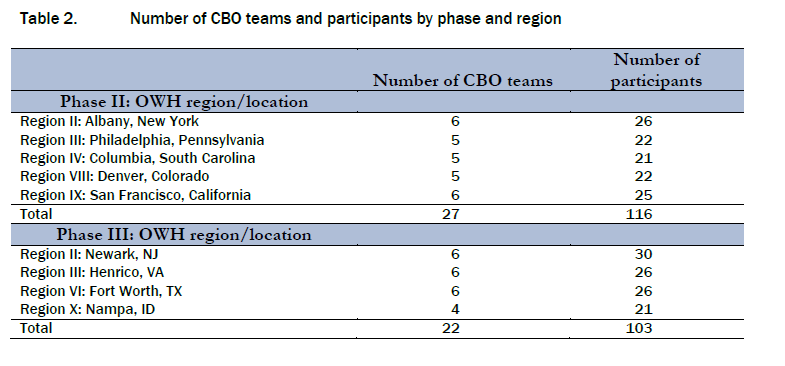 Table 2. Number of CBO teams and participants by phase and region
Number of CBO teams Number of participants
Phase II: OWH region/location
Region II: Albany, New York 6 26
Region III: Philadelphia, Pennsylvania 5 22
Region IV: Columbia, South Carolina 5 21
Region VIII: Denver, Colorado 5 22
Region IX: San Francisco, California 6 25
Total 27 116
Phase III: OWH region/location
Region II: Newark, NJ 6 30
Region III: Henrico, VA 6 26
Region VI: Fort Worth, TX 6 26
Region X: Nampa, ID 4 21
Total 22 103